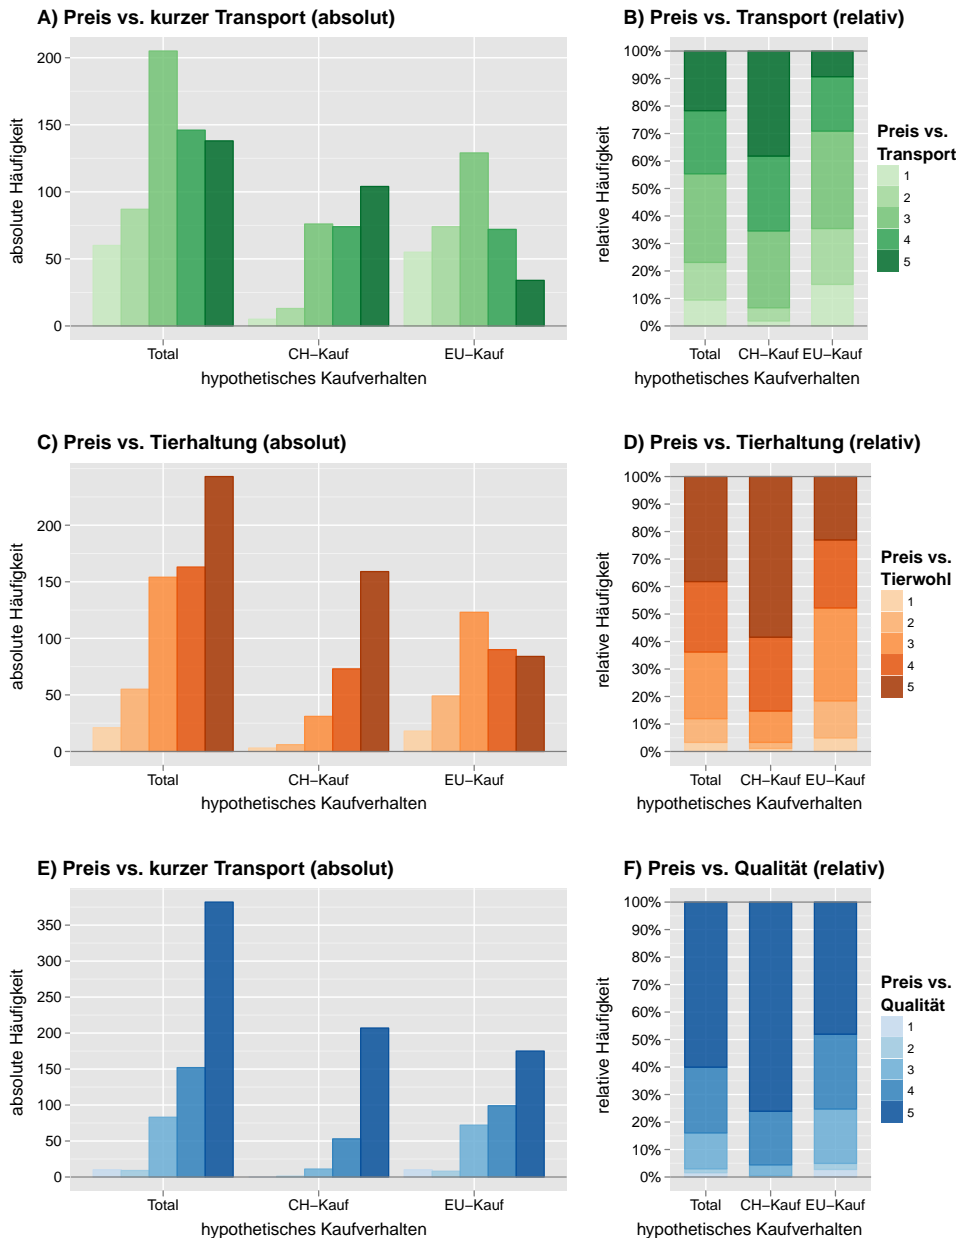 A) Preis vs. kurzer Transport (absolut)
absolute Häufigkeit
200
150
100
50
0
Total
CH−Kauf
EU−Kauf
hypothetisches Kaufverhalten
B) Preis vs. Transport (relativ)
relative Häufigkeit
100%
90%
80%
70%
60%
50%
40%
30%
20%
10%
0%
Total
CH−Kauf
EU−Kauf
hypothetisches Kaufverhalten
Preis vs.
Transport
1
2
3
4
5
C) Preis vs. Tierhaltung (absolut)
absolute Häufigkeit
200
150
100
50
0
Total
CH−Kauf
EU−Kauf
hypothetisches Kaufverhalten
D) Preis vs. Tierhaltung (relativ)
relative Häufigkeit
100%
90%
80%
70%
60%
50%
40%
30%
20%
10%
0%
Total
CH−Kauf
EU−Kauf
hypothetisches Kaufverhalten
Preis vs.
Tierwohl
1
2
3
4
5
E) Preis vs. kurzer Transport (absolut)
absolute Häufigkeit
350
300
250
200
150
100
50
0
Total
CH−Kauf
EU−Kauf
hypothetisches Kaufverhalten
F) Preis vs. Qualität (relativ)
relative Häufigkeit
100%
90%
80%
70%
60%
50%
40%
30%
20%
10%
0%
Total
CH−Kauf
EU−Kauf
hypothetisches Kaufverhalten
Preis vs.
Qualität
1
2
3
4
5